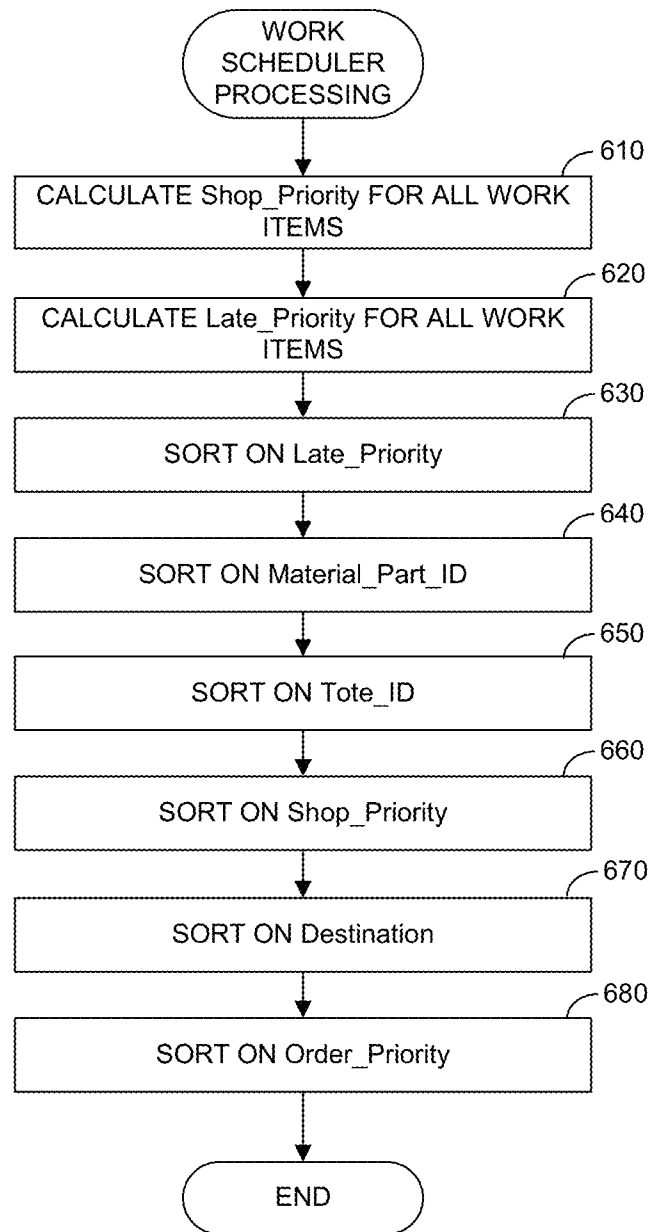 WORK
SCHEDULER
PROCESSING
610
CALCULATE Shop_Priority FOR ALL WORK
ITEMS
620
CALCULATE Late_Priority FOR ALL WORK
ITEMS
630
SORT ON Late_Priority
640
SORT ON Material_Part_ID
650
SORT ON Tote_ID
660
SORT ON Shop_Priority
670
SORT ON Destination
680
SORT ON Order_Priority
END